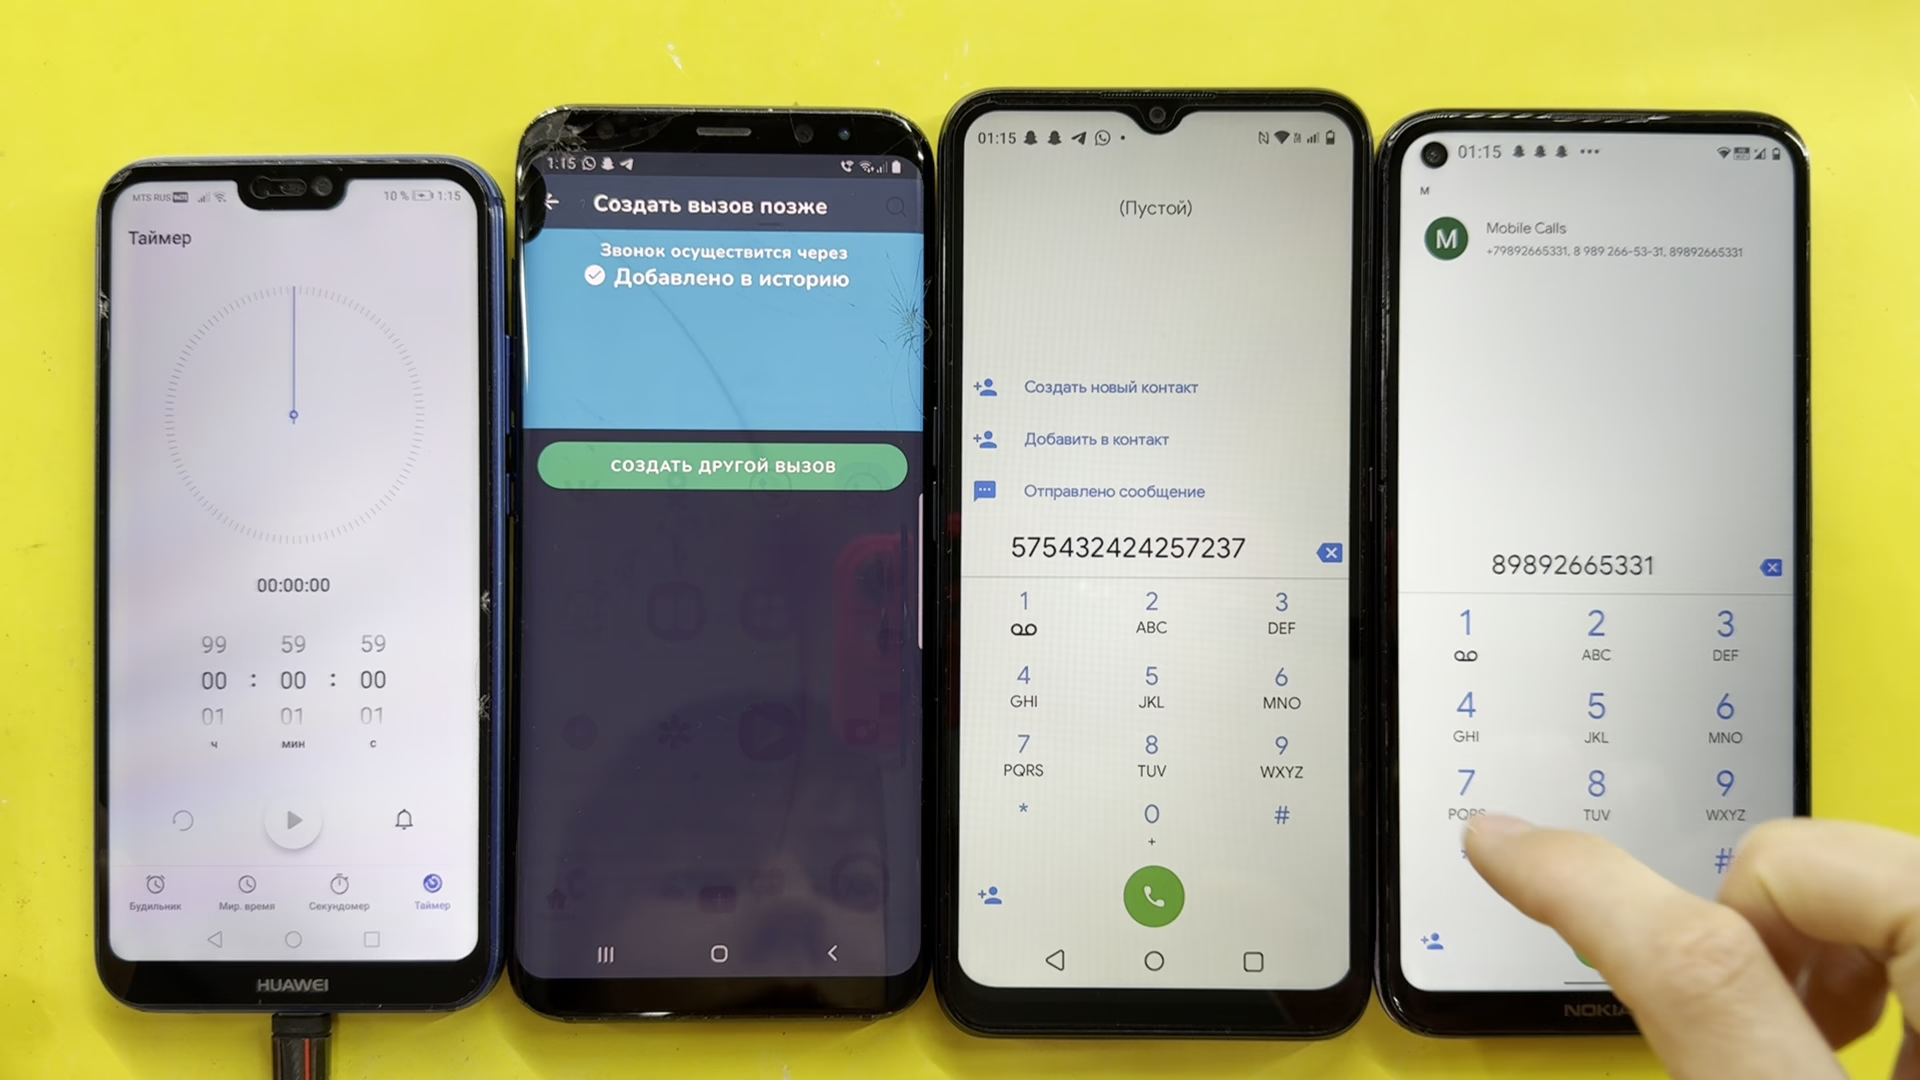 MTS RUS
10 % 1:15
Таймер
00:00:00
99 59 59
00 : 00 : 00
01 01 01
ч мин с
Будильник Мир. время Секундомер Таймер
HUAWEI
1:15
Создать вызов позже
Звонок осуществится через
Добавлено в историю
СОЗДАТЬ ДРУГОЙ ВЫЗОВ
01:15
(Пустой)
Создать новый контакт
Добавить в контакт
Отправлено сообщение
575432424257237
1 2 3
ABC DEF
4 5 6
GHI JKL MNO
7 8 9
PQRS TUV WXYZ
* 0 #
+
01:15
M
M
Mobile Calls
+79892665331, 8 989 266-53-31, 89892665331
89892665331
1 2 3
ABC DEF
4 5 6
GHI JKL MNO
7 8 9
PQRS TUV WXYZ
#
NOKIA